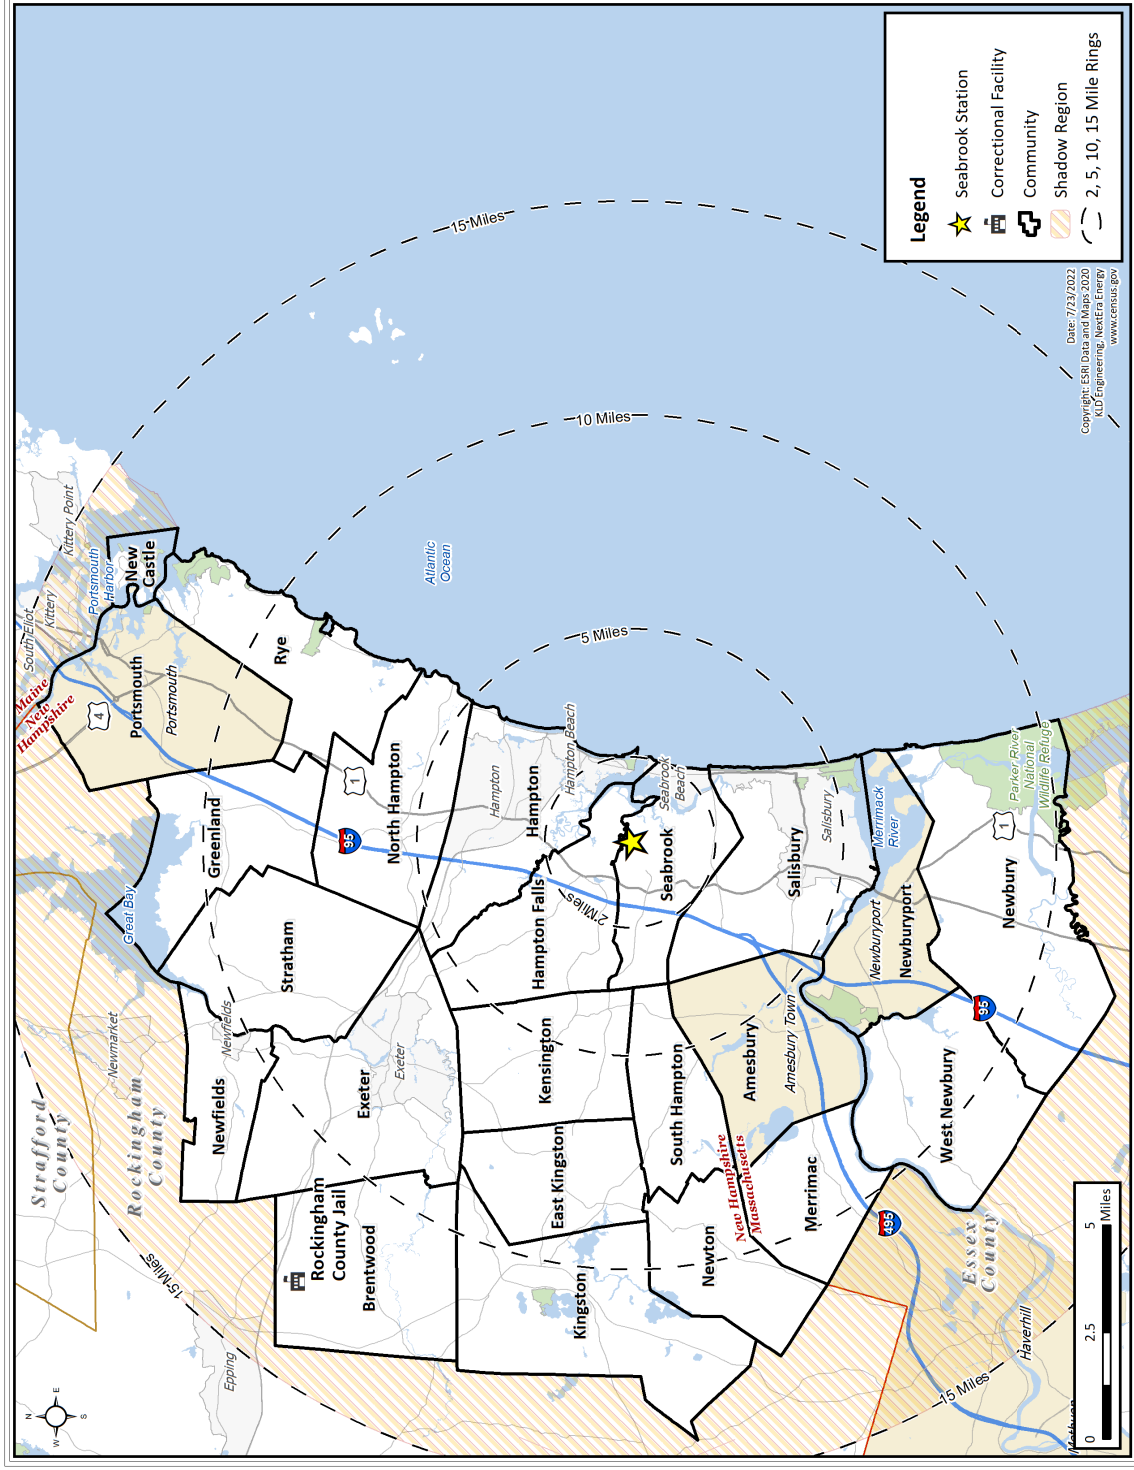 Strafford
County
Rockingham
County
Newmarket
Great Bay
Maine
New
Hampshire
South Eliot
Kittery
Kittery Point
Portsmouth
Harbor
New
Castle
4
Portsmouth
Portsmouth
Rye
Greenland
1
95
North Hampton
Stratham
Newfields
Newfields
Exeter
Exeter
Rockingham
County Jail
Brentwood
Epping
15 Miles
Hampton
Hampton
Hampton Beach
Hampton Falls
2 Miles
Kensington
East Kingston
Kingston
Seabrook
Seabrook
Beach
South Hampton
Newton
New Hampshire
Massachusetts
Amesbury
Amesbury Town
Merrimac
Salisbury
Salisbury
Merrimack
River
Newburyport
Newburyport
West Newbury
Newbury
1
95
495
Parker River
National
Wildlife Refuge
Essex
County
Haverhill
Methuen
15 Miles
5 Miles
10 Miles
15 Miles
Atlantic
Ocean
N
E
S
W
0
2.5
5
Miles
Legend
Seabrook Station
Correctional Facility
Community
Shadow Region
2, 5, 10, 15 Mile Rings
Date: 7/23/2022
Copyright: ESRI Data and Maps 2020
KLD Engineering, NextEra Energy
www.census.gov